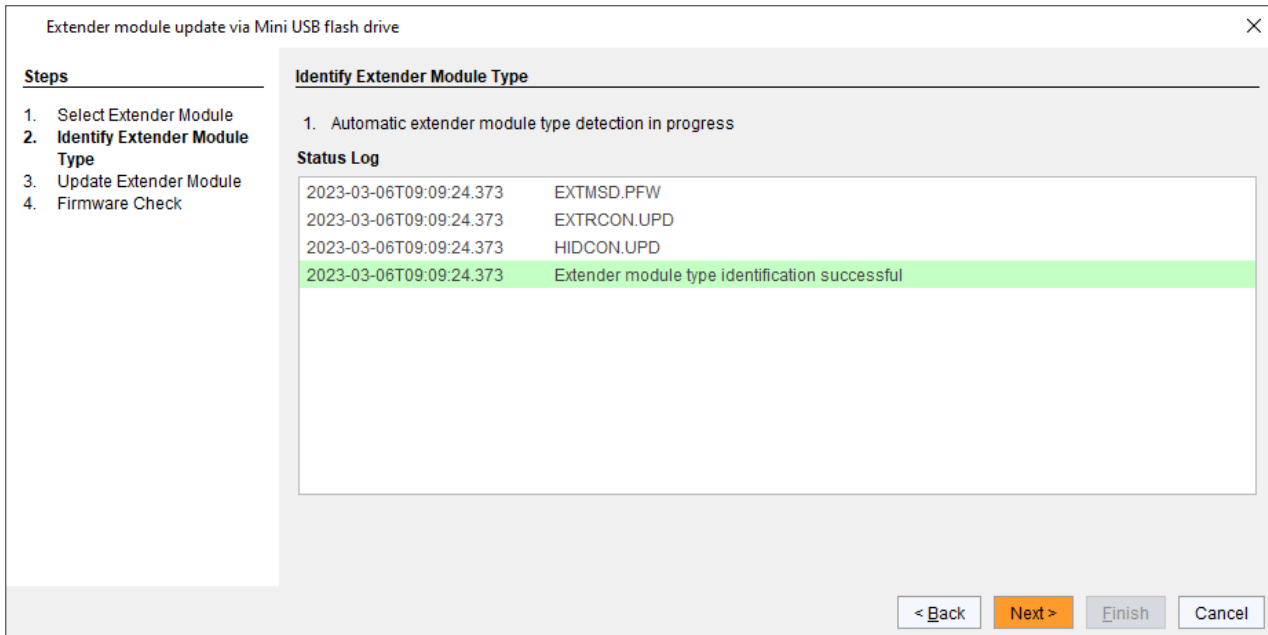 Extender module update via Mini USB flash drive
Steps
1. Select Extender Module
2. Identify Extender Module
Type
3. Update Extender Module
4. Firmware Check
Identify Extender Module Type
1. Automatic extender module type detection in progress
Status Log
2023-03-06T09:09:24.373 EXTMSD.PFW
2023-03-06T09:09:24.373 EXTRCON.UPD
2023-03-06T09:09:24.373 HIDCON.UPD
2023-03-06T09:09:24.373 Extender module type identification successful
< Back Next > Finish Cancel